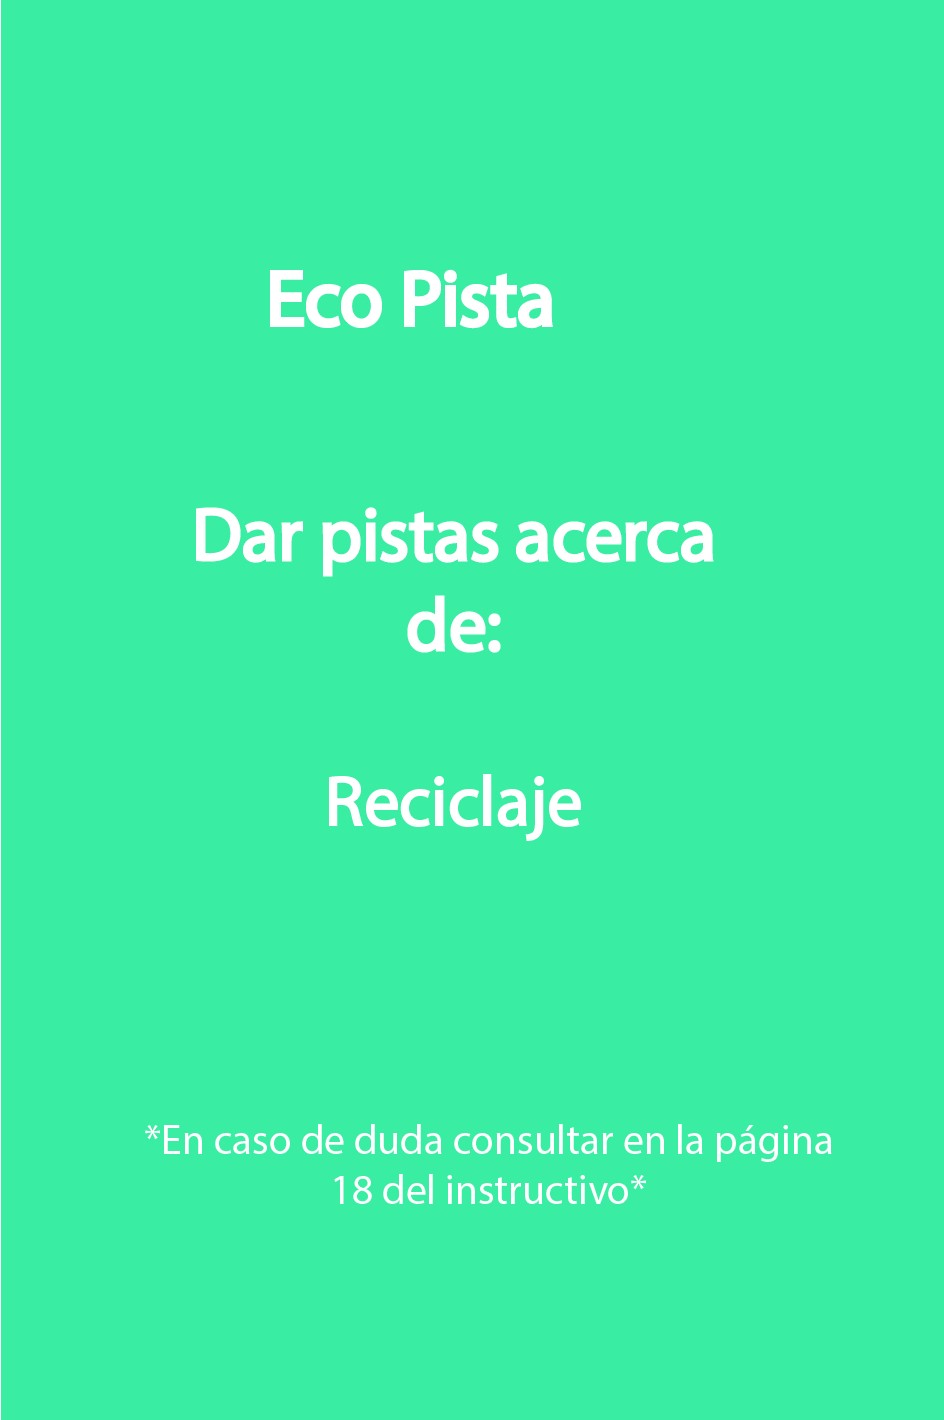 Eco Pista
Dar pistas acerca
de:
Reciclaje
*En caso de duda consultar en la página
18 del instructivo*